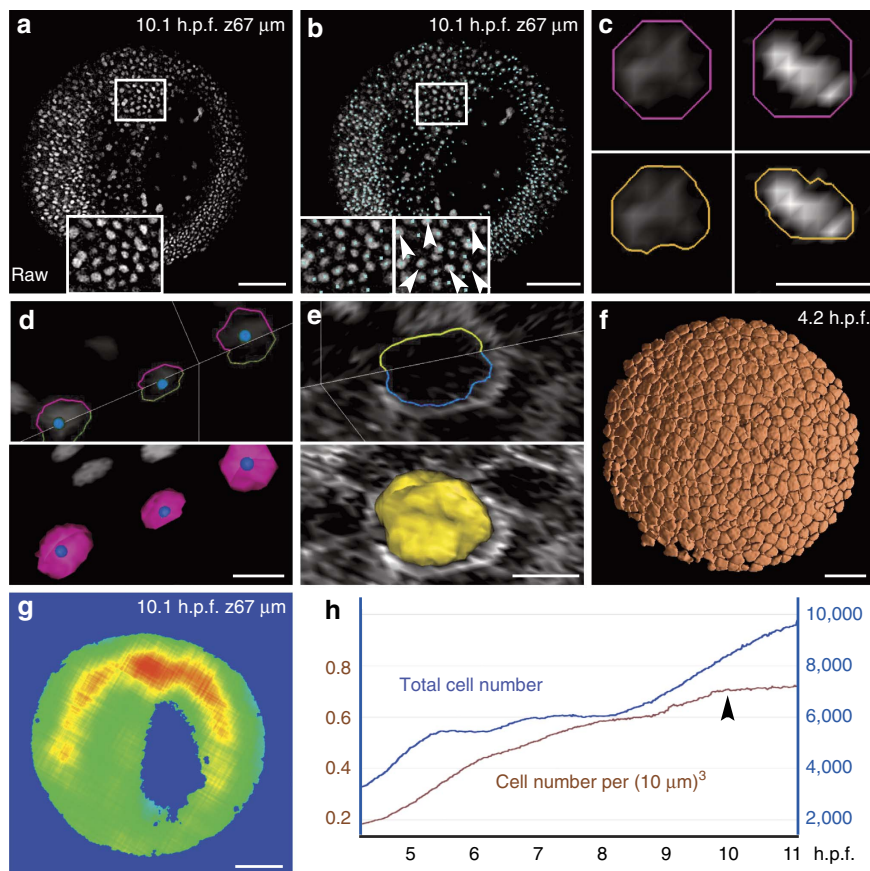 a
10.1 h.p.f. z67 μm
Raw
b
10.1 h.p.f. z67 μm
c
d
e
f
4.2 h.p.f.
g
10.1 h.p.f. z67 μm
h
10,000
0.8
8,000
Total cell number
0.6
6,000
0.4
Cell number per (10 μm)³
4,000
0.2
2,000
5 6 7 8 9 10 11 h.p.f.